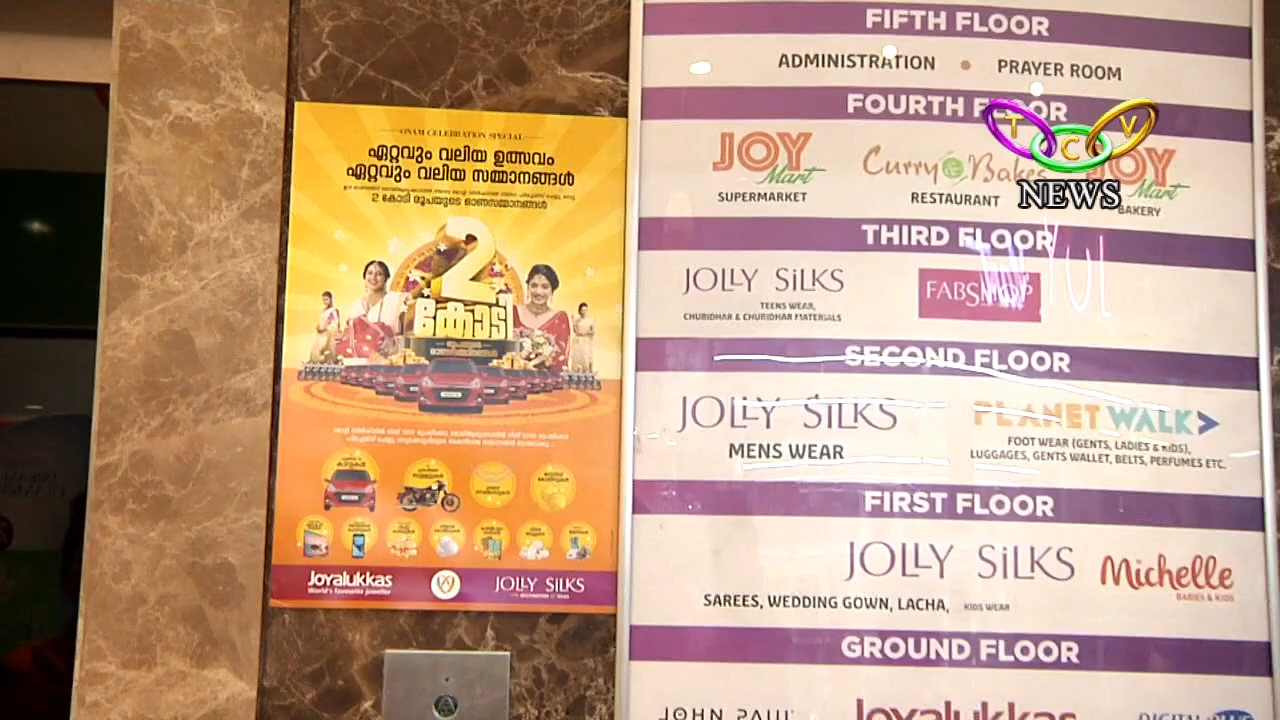 ONAM CELEBRATION SPECIAL
ഏറ്റവും വലിയ ഉത്സവം
ഏറ്റവും വലിയ സമ്മാനങ്ങൾ
2 കോടി രൂപയുടെ ഓണസമ്മാനങ്ങൾ
2
കോടി
Joyalukkas
World's favourite jeweller
JOLLY SILKS
FIFTH FLOOR
ADMINISTRATION • PRAYER ROOM
FOURTH FLOOR
JOY Mart
SUPERMARKET
Curry & Bakes
RESTAURANT
JOY Mart
BAKERY
TCV
NEWS
THIRD FLOOR
JOLLY SILKS
TEENS WEAR,
CHURIDHAR & CHURIDHAR MATERIALS
FABSHOP
SECOND FLOOR
JOLLY SILKS
MENS WEAR
PLANET WALK
FOOT WEAR (GENTS, LADIES & KIDS),
LUGGAGES, GENTS WALLET, BELTS, PERFUMES ETC.
FIRST FLOOR
JOLLY SILKS
SAREES, WEDDING GOWN, LACHA, KIDS WEAR
Michelle
BABIES & KIDS
GROUND FLOOR
JOHN PAUL
Joyalukkas